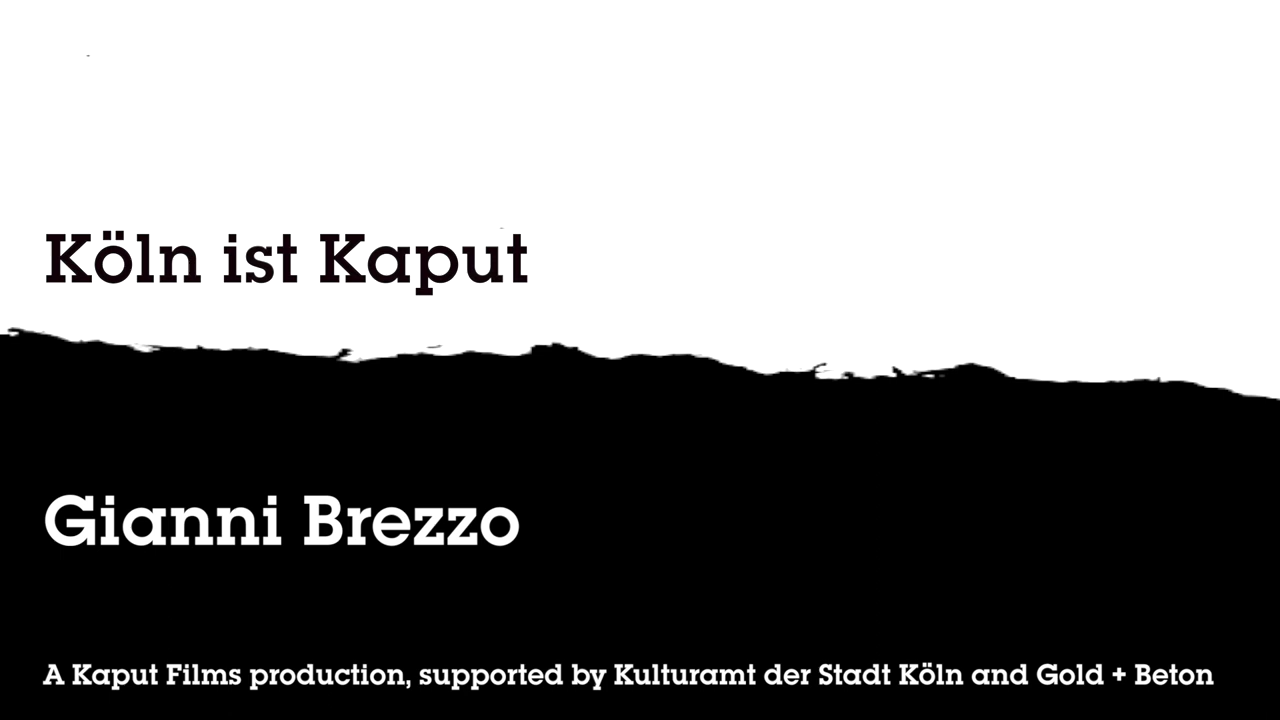 Köln ist Kaput
Gianni Brezzo
A Kaput Films production, supported by Kulturamt der Stadt Köln and Gold + Beton